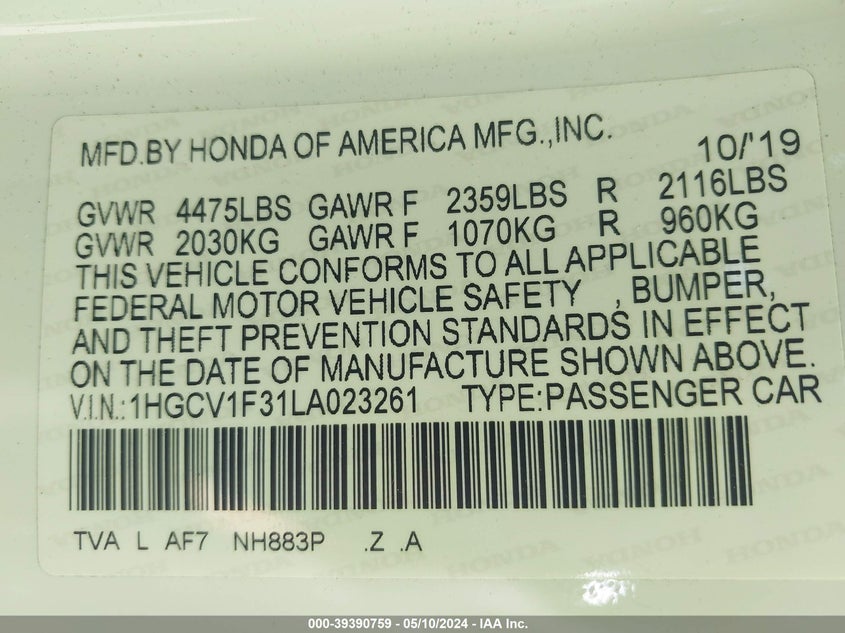 MFD.BY HONDA OF AMERICA MFG.,INC. 10/'19
GVWR 4475LBS GAWR F 2359LBS R 2116LBS
GVWR 2030KG GAWR F 1070KG R 960KG
THIS VEHICLE CONFORMS TO ALL APPLICABLE
FEDERAL MOTOR VEHICLE SAFETY , BUMPER,
AND THEFT PREVENTION STANDARDS IN EFFECT
ON THE DATE OF MANUFACTURE SHOWN ABOVE.
V.I.N.:1HGCV1F31LA023261 TYPE:PASSENGER CAR
TVA L AF7 NH883P .Z .A
000-39390759 — 05/10/2024 — IAA Inc.